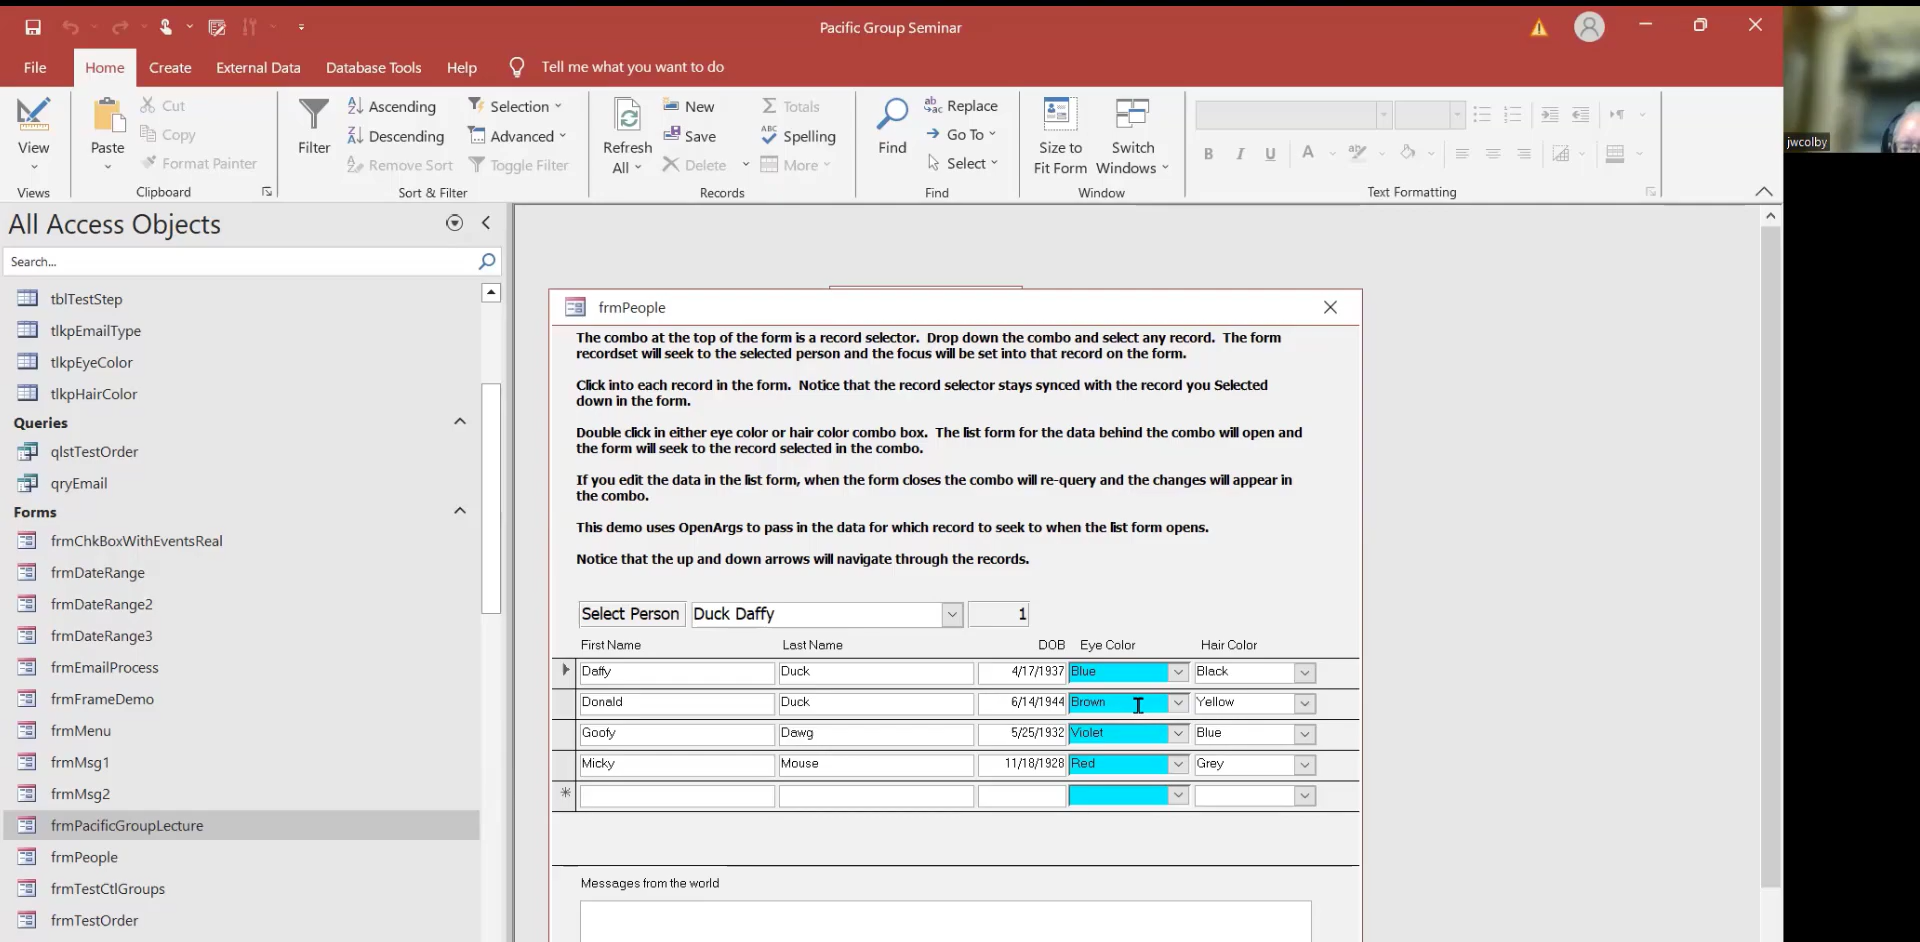 Pacific Group Seminar
File Home Create External Data Database Tools Help Tell me what you want to do
View
Views
Paste
Cut
Copy
Format Painter
Clipboard
Filter
Ascending
Descending
Remove Sort
Selection
Advanced
Toggle Filter
Sort & Filter
Refresh
All
New
Save
Delete
Totals
Spelling
More
Records
Find
Replace
Go To
Select
Find
Size to
Fit Form
Switch
Windows
Window
B I U A
Text Formatting
jwcolby
All Access Objects
Search...
tblTestStep
tlkpEmailType
tlkpEyeColor
tlkpHairColor
Queries
qlstTestOrder
qryEmail
Forms
frmChkBoxWithEventsReal
frmDateRange
frmDateRange2
frmDateRange3
frmEmailProcess
frmFrameDemo
frmMenu
frmMsg1
frmMsg2
frmPacificGroupLecture
frmPeople
frmTestCtlGroups
frmTestOrder
frmPeople
The combo at the top of the form is a record selector. Drop down the combo and select any record. The form
recordset will seek to the selected person and the focus will be set into that record on the form.
Click into each record in the form. Notice that the record selector stays synced with the record you Selected
down in the form.
Double click in either eye color or hair color combo box. The list form for the data behind the combo will open and
the form will seek to the record selected in the combo.
If you edit the data in the list form, when the form closes the combo will re-query and the changes will appear in
the combo.
This demo uses OpenArgs to pass in the data for which record to seek to when the list form opens.
Notice that the up and down arrows will navigate through the records.
Select Person Duck Daffy 1
First Name Last Name DOB Eye Color Hair Color
Daffy Duck 4/17/1937 Blue Black
Donald Duck 6/14/1944 Brown Yellow
Goofy Dawg 5/25/1932 Violet Blue
Micky Mouse 11/18/1928 Red Grey
Messages from the world